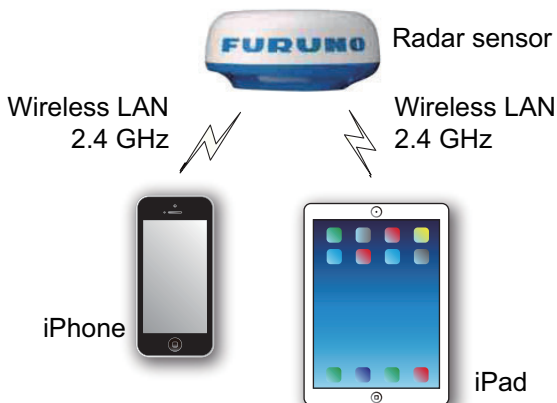 FURUNO
Radar sensor
Wireless LAN
2.4 GHz
Wireless LAN
2.4 GHz
iPhone
iPad